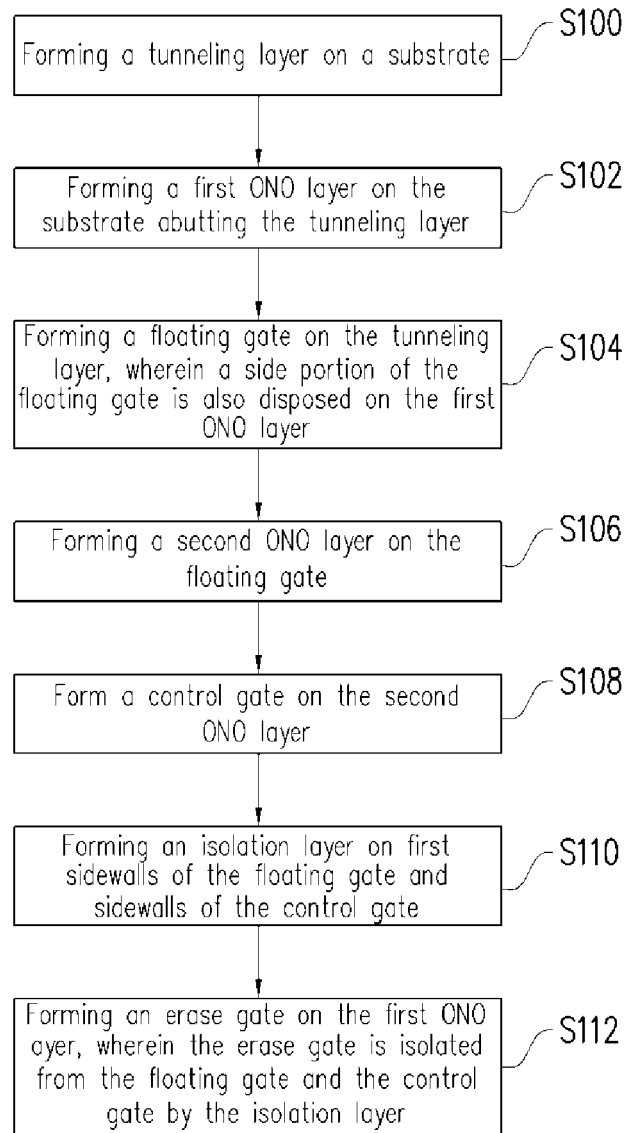 Forming a tunneling layer on a substrate
S100
Forming a first ONO layer on the
substrate abutting the tunneling layer
S102
Forming a floating gate on the tunneling
layer, wherein a side portion of the
floating gate is also disposed on the first
ONO layer
S104
Forming a second ONO layer on the
floating gate
S106
Form a control gate on the second
ONO layer
S108
Forming an isolation layer on first
sidewalls of the floating gate and
sidewalls of the control gate
S110
Forming an erase gate on the first ONO
ayer, wherein the erase gate is isolated
from the floating gate and the control
gate by the isolation layer
S112